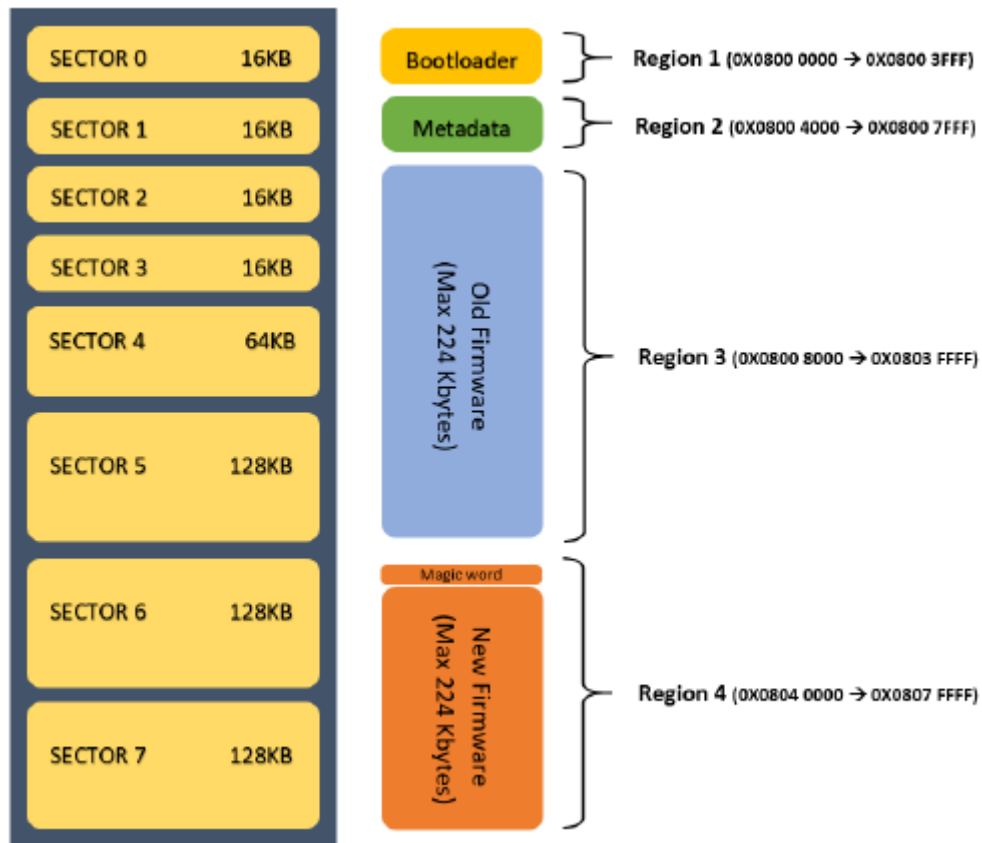 SECTOR 0 16KB
Bootloader
Region 1 (0X0800 0000 → 0X0800 3FFF)
SECTOR 1 16KB
Metadata
Region 2 (0X0800 4000 → 0X0800 7FFF)
SECTOR 2 16KB
SECTOR 3 16KB
SECTOR 4 64KB
SECTOR 5 128KB
Old Firmware
(Max 224 Kbytes)
Region 3 (0X0800 8000 → 0X0803 FFFF)
SECTOR 6 128KB
SECTOR 7 128KB
Magic word
New Firmware
(Max 224 Kbytes)
Region 4 (0X0804 0000 → 0X0807 FFFF)